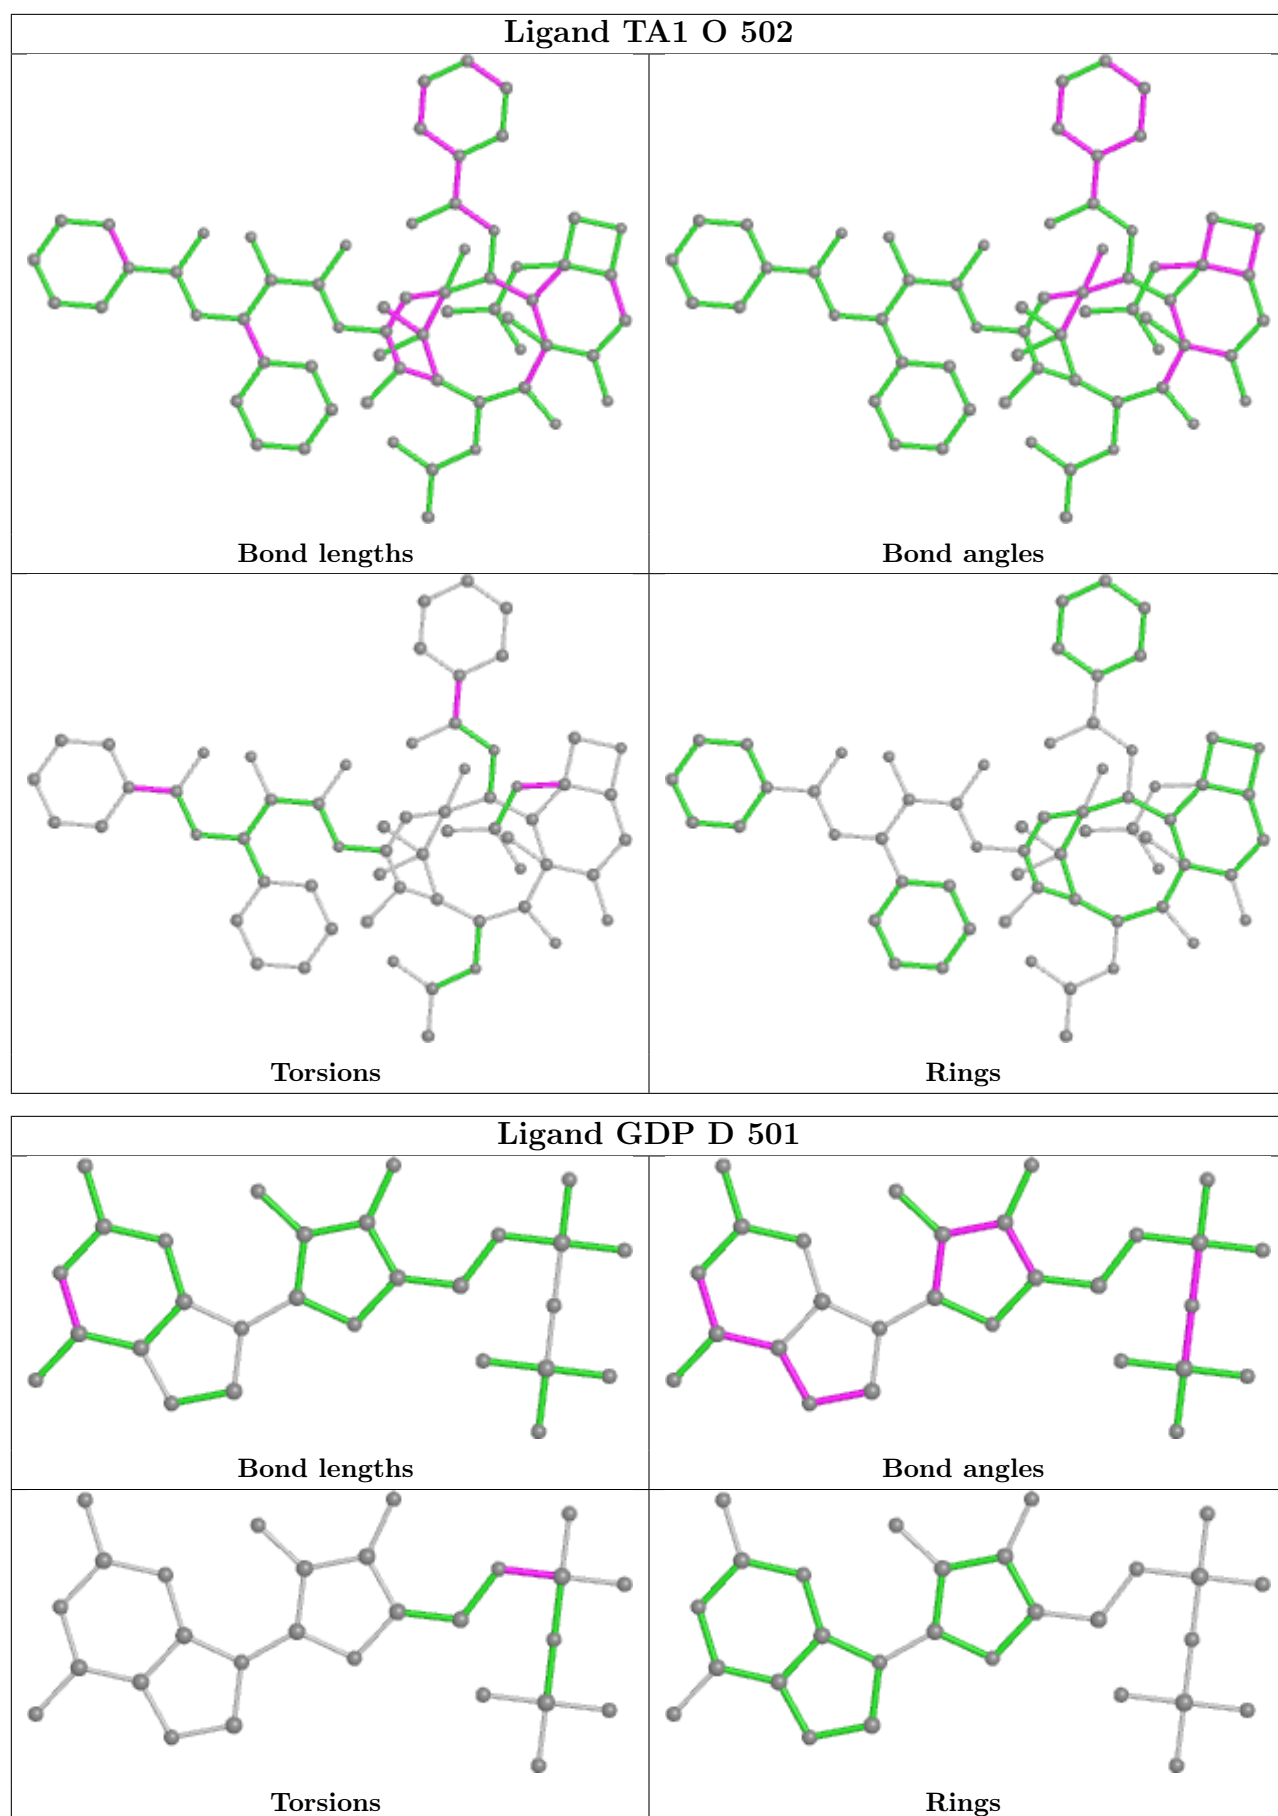 Ligand TA1 O 502
Bond lengths
Bond angles
Torsions
Rings
Ligand GDP D 501
Bond lengths
Bond angles
Torsions
Rings